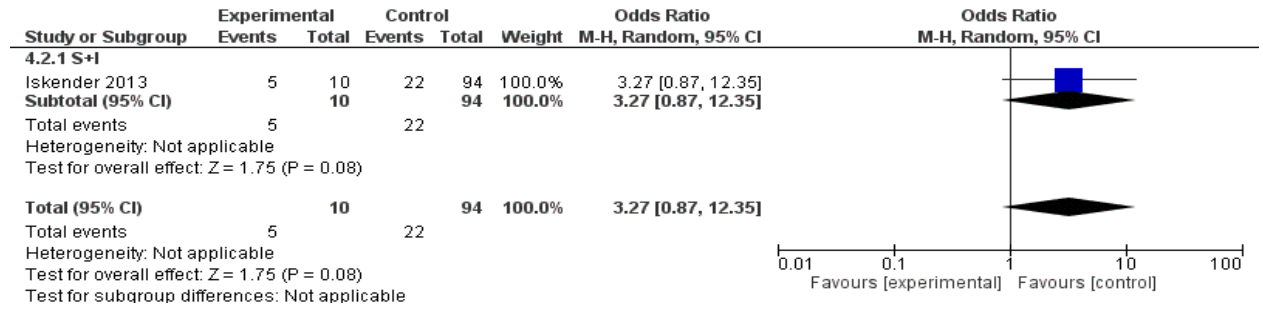 Experimental Control Odds Ratio Odds Ratio
Study or Subgroup Events Total Events Total Weight M-H, Random, 95% CI M-H, Random, 95% CI
4.2.1 S+I
Iskender 2013 5 10 22 94 100.0% 3.27 [0.87, 12.35]
Subtotal (95% CI) 10 94 100.0% 3.27 [0.87, 12.35]
Total events 5 22
Heterogeneity: Not applicable
Test for overall effect: Z = 1.75 (P = 0.08)
Total (95% CI) 10 94 100.0% 3.27 [0.87, 12.35]
Total events 5 22
Heterogeneity: Not applicable
Test for overall effect: Z = 1.75 (P = 0.08)
Test for subgroup differences: Not applicable
0.01 0.1 1 10 100
Favours [experimental] Favours [control]